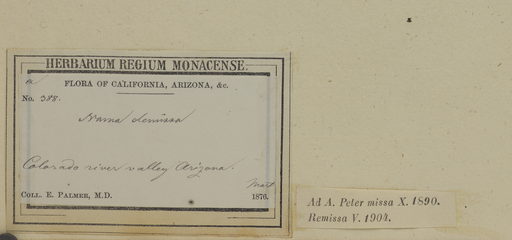 HERBARIUM REGIUM MONACENSE.
ex
FLORA OF CALIFORNIA, ARIZONA, &c.
No. 388.
Nama demissa
Colorado river valley Arizona.
COLL. E. PALMER, M.D.
1876.
Ad A. Peter missa X. 1890.
Remissa V. 1904.